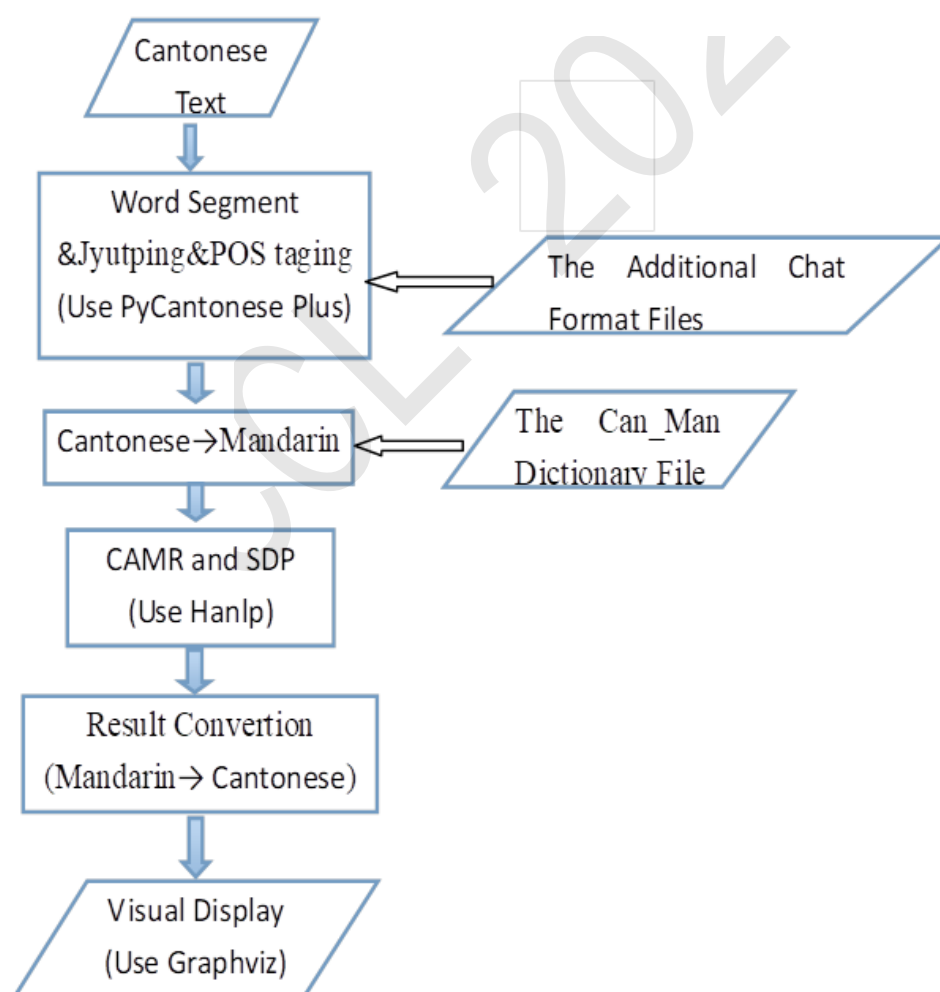 Cantonese
Text
Word Segment
&Jyutping&POS taging
(Use PyCantonese Plus)
The Additional Chat
Format Files
Cantonese→Mandarin
The Can_Man
Dictionary File
CAMR and SDP
(Use Hanlp)
Result Convertion
(Mandarin→ Cantonese)
Visual Display
(Use Graphviz)